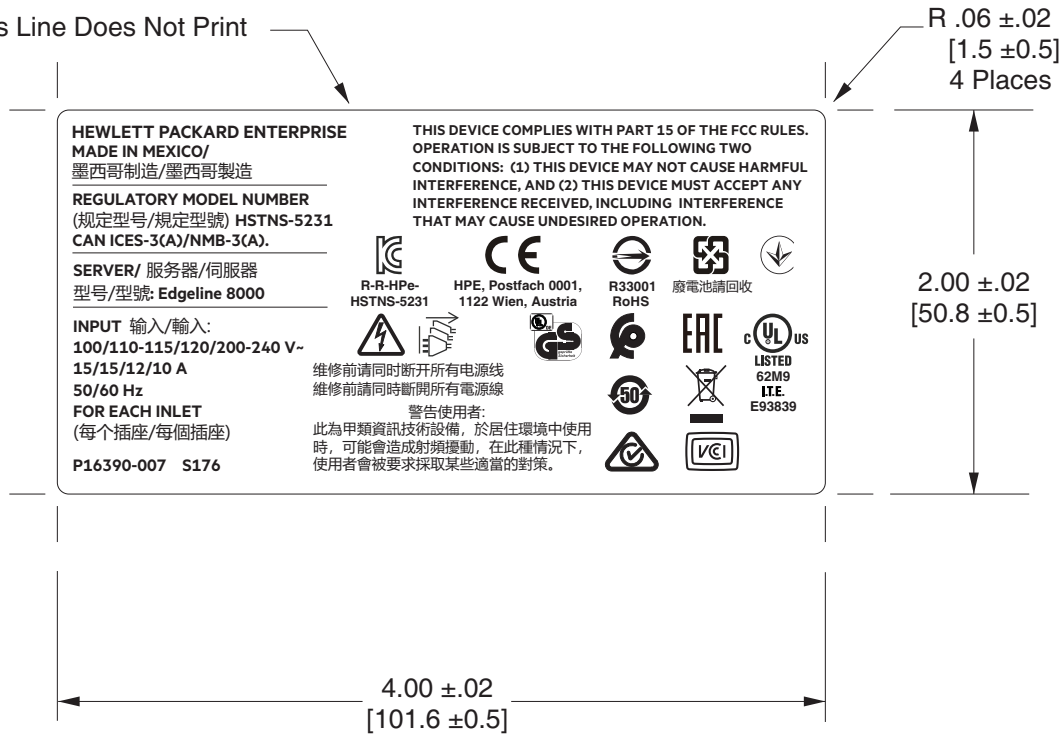 s Line Does Not Print
R .06 ±.02
[1.5 ±0.5]
4 Places
HEWLETT PACKARD ENTERPRISE
MADE IN MEXICO/
墨西哥制造/墨西哥製造
REGULATORY MODEL NUMBER
(规定型号/規定型號) HSTNS-5231
CAN ICES-3(A)/NMB-3(A).
SERVER/ 服务器/伺服器
型号/型號: Edgeline 8000
INPUT 输入/輸入:
100/110-115/120/200-240 V~
15/15/12/10 A
50/60 Hz
FOR EACH INLET
(每个插座/每個插座)
P16390-007 S176
THIS DEVICE COMPLIES WITH PART 15 OF THE FCC RULES.
OPERATION IS SUBJECT TO THE FOLLOWING TWO
CONDITIONS: (1) THIS DEVICE MAY NOT CAUSE HARMFUL
INTERFERENCE, AND (2) THIS DEVICE MUST ACCEPT ANY
INTERFERENCE RECEIVED, INCLUDING INTERFERENCE
THAT MAY CAUSE UNDESIRED OPERATION.
R-R-HPe-
HSTNS-5231
CE
HPE, Postfach 0001,
1122 Wien, Austria
R33001
RoHS
廢電池請回收
维修前请同时断开所有电源线
維修前請同時斷開所有電源線
GS
EAC
c UL US
LISTED
62M9
I.T.E.
E93839
50
警告使用者:
此為甲類資訊技術設備，於居住環境中使用
時，可能會造成射頻擾動，在此種情況下，
使用者會被要求採取某些適當的對策。
VCI
2.00 ±.02
[50.8 ±0.5]
4.00 ±.02
[101.6 ±0.5]